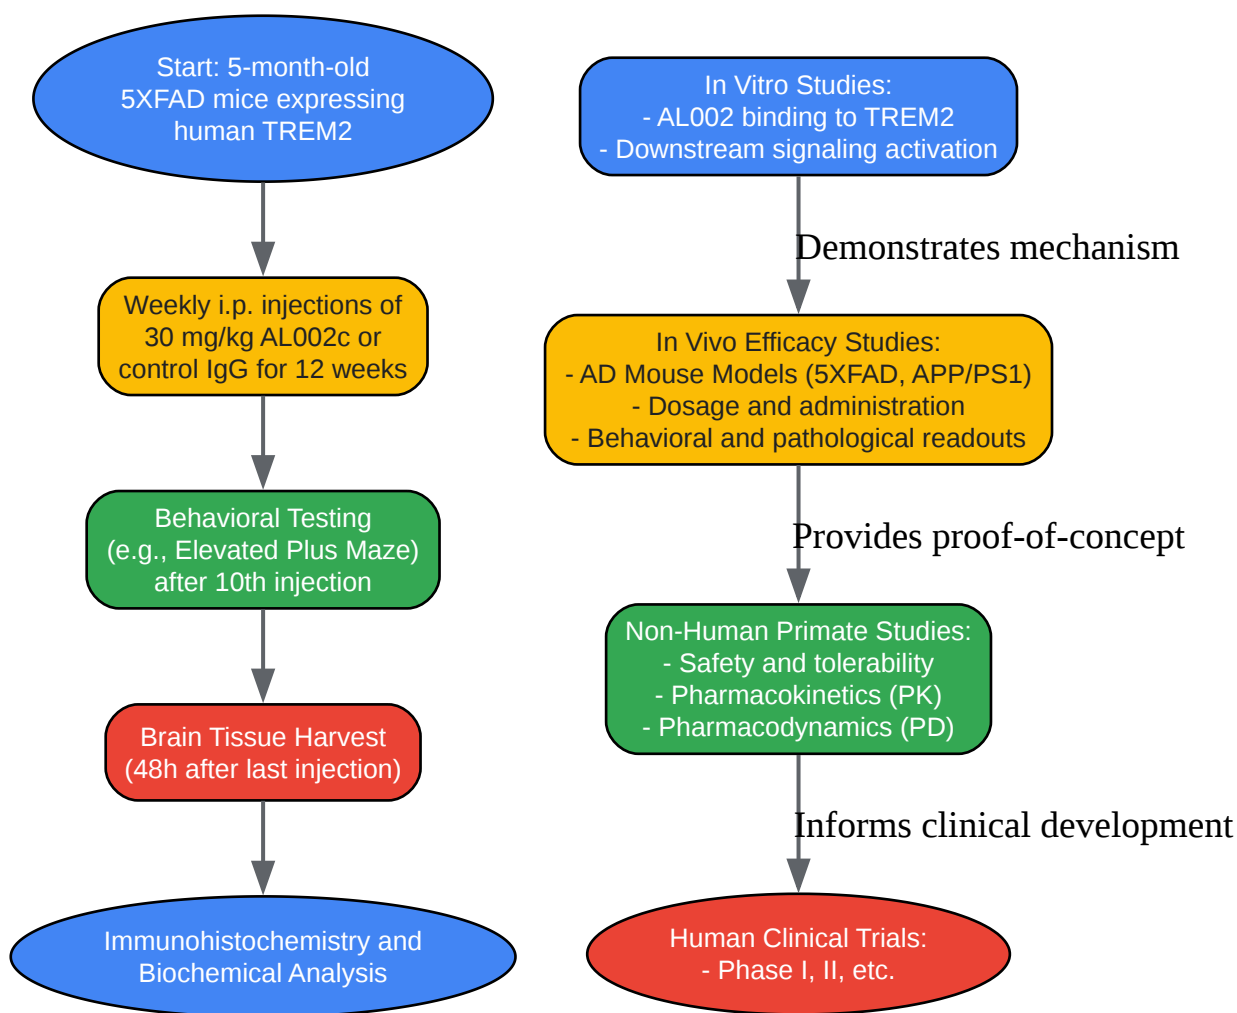 Start: 5-month-old
5XFAD mice expressing
human TREM2
Weekly i.p. injections of
30 mg/kg AL002c or
control IgG for 12 weeks
Behavioral Testing
(e.g., Elevated Plus Maze)
after 10th injection
Brain Tissue Harvest
(48h after last injection)
Immunohistochemistry and
Biochemical Analysis
In Vitro Studies:
- AL002 binding to TREM2
- Downstream signaling activation
Demonstrates mechanism
In Vivo Efficacy Studies:
- AD Mouse Models (5XFAD, APP/PS1)
- Dosage and administration
- Behavioral and pathological readouts
Provides proof-of-concept
Non-Human Primate Studies:
- Safety and tolerability
- Pharmacokinetics (PK)
- Pharmacodynamics (PD)
Informs clinical development
Human Clinical Trials:
- Phase I, II, etc.